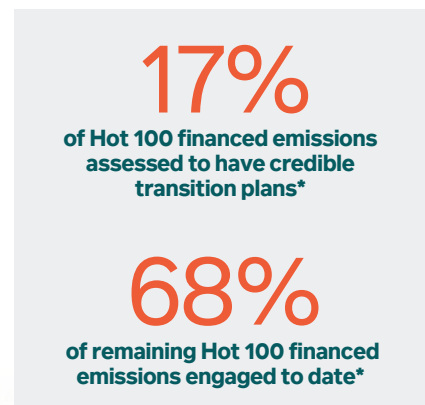 17%
of Hot 100 financed emissions
assessed to have credible
transition plans*
68%
of remaining Hot 100 financed
emissions engaged to date*